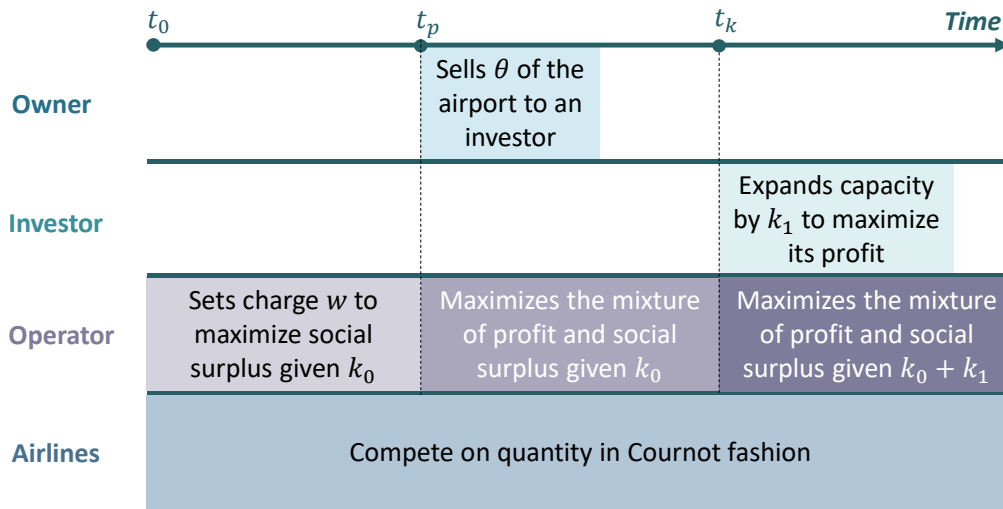 t₀ t_p t_k Time
Owner
Sells θ of the
airport to an
investor
Investor
Expands capacity
by k₁ to maximize
its profit
Operator
Sets charge w to
maximize social
surplus given k₀
Maximizes the mixture
of profit and social
surplus given k₀
Maximizes the mixture
of profit and social
surplus given k₀ + k₁
Airlines
Compete on quantity in Cournot fashion